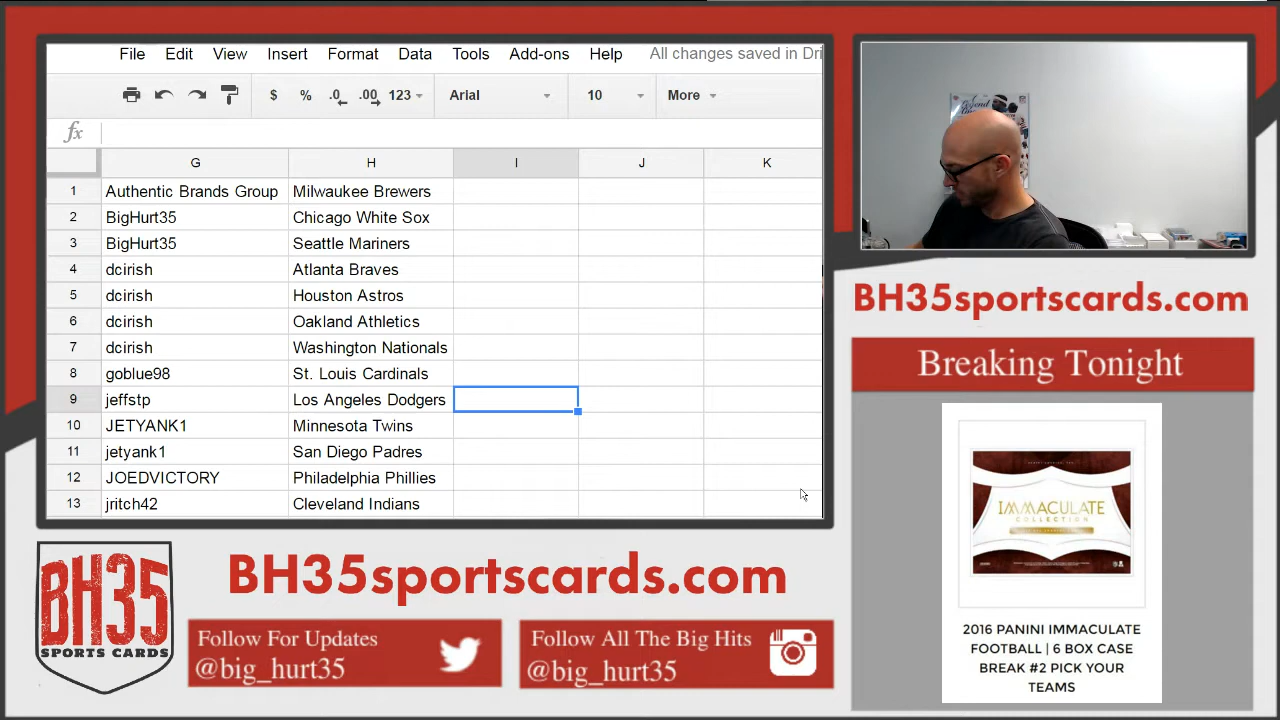 File Edit View Insert Format Data Tools Add-ons Help All changes saved in Dri
$ % .0 .00 123 Arial 10 More
fx
G H I J K
1 Authentic Brands Group Milwaukee Brewers
2 BigHurt35 Chicago White Sox
3 BigHurt35 Seattle Mariners
4 dcirish Atlanta Braves
5 dcirish Houston Astros
6 dcirish Oakland Athletics
7 dcirish Washington Nationals
8 goblue98 St. Louis Cardinals
9 jeffstp Los Angeles Dodgers
10 JETYANK1 Minnesota Twins
11 jetyank1 San Diego Padres
12 JOEDVICTORY Philadelphia Phillies
13 jritch42 Cleveland Indians
BH35
SPORTS CARDS
BH35sportscards.com
Follow For Updates
@big_hurt35
Follow All The Big Hits
@big_hurt35
BH35sportscards.com
Breaking Tonight
IMMACULATE
COLLECTION
2016 PANINI IMMACULATE
FOOTBALL | 6 BOX CASE
BREAK #2 PICK YOUR
TEAMS